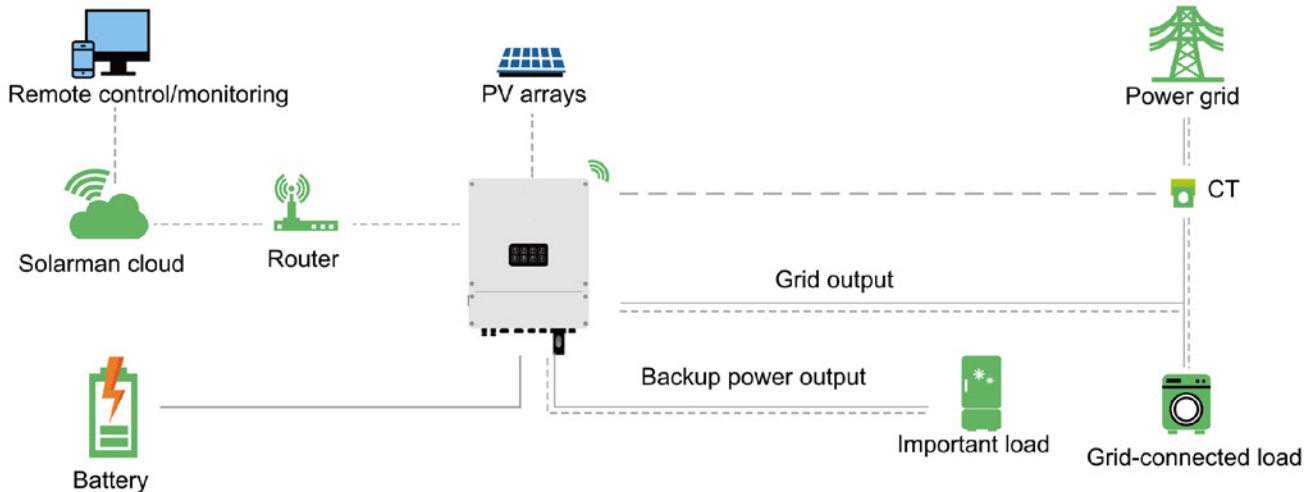 Remote control/monitoring
PV arrays
Power grid
CT
Solarman cloud
Router
Grid output
Backup power output
Battery
Important load
Grid-connected load